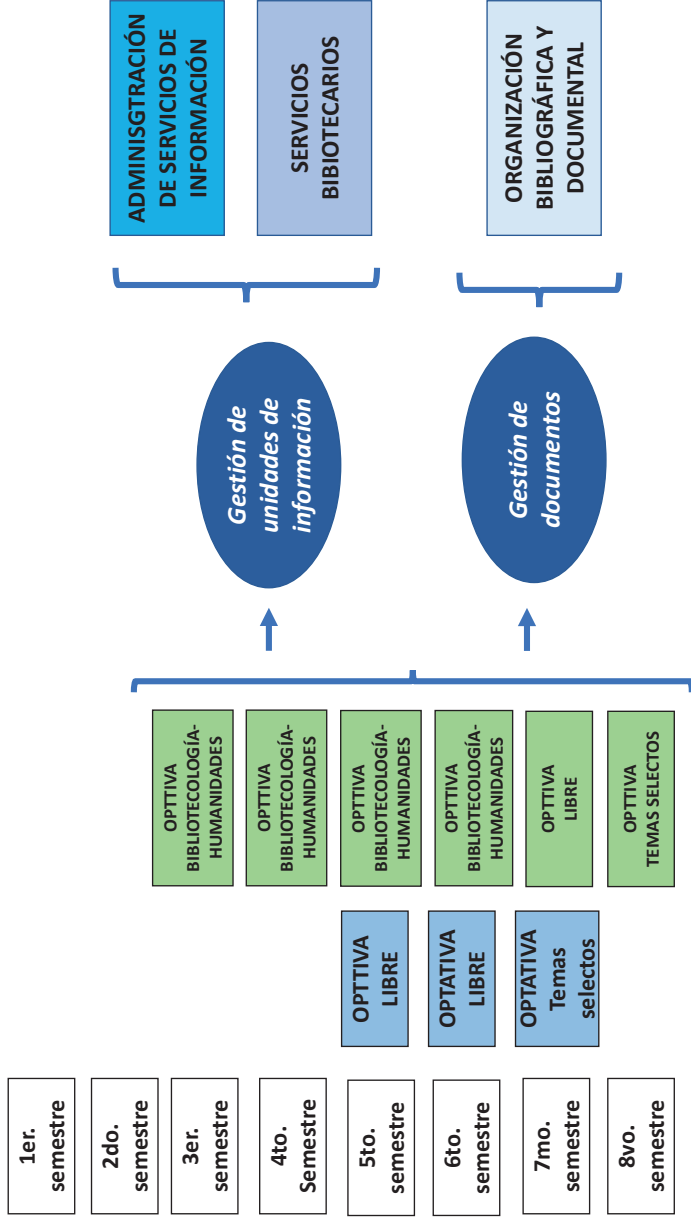 1er.
semestre
2do.
semestre
3er.
semestre
4to.
Semestre
5to.
semestre
6to.
semestre
7mo.
semestre
8vo.
semestre
OPTTIVA
LIBRE
OPTATIVA
LIBRE
OPTATIVA
Temas
selectos
OPTTIVA
BIBLIOTECOLOGÍA-
HUMANIDADES
OPTTIVA
BIBLIOTECOLOGÍA-
HUMANIDADES
OPTTIVA
BIBLIOTECOLOGÍA-
HUMANIDADES
OPTTIVA
BIBLIOTECOLOGÍA-
HUMANIDADES
OPTTIVA
LIBRE
OPTTIVA
TEMAS SELECTOS
Gestión de
unidades de
información
Gestión de
documentos
ADMINISGTRACIÓN
DE SERVICIOS DE
INFORMACIÓN
SERVICIOS
BIBIOTECARIOS
ORGANIZACIÓN
BIBLIOGRÁFICA Y
DOCUMENTAL